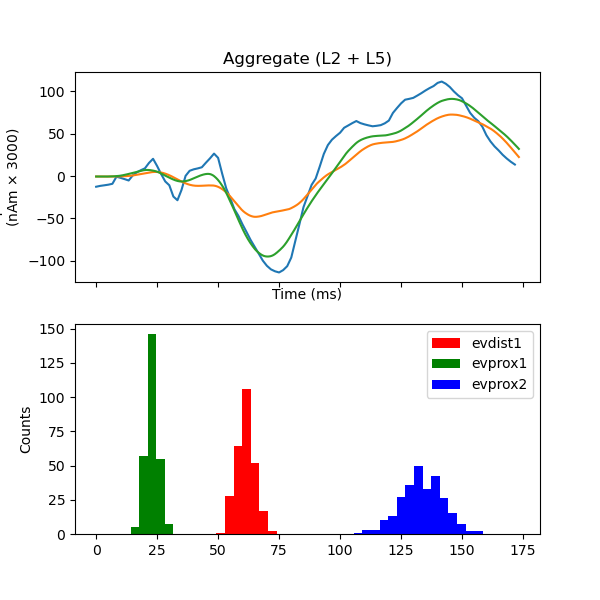 Aggregate (L2 + L5)
(nAm × 3000)
100
50
0
−50
−100
Time (ms)
Counts
150
125
100
75
50
25
0
evdist1
evprox1
evprox2
0 25 50 75 100 125 150 175